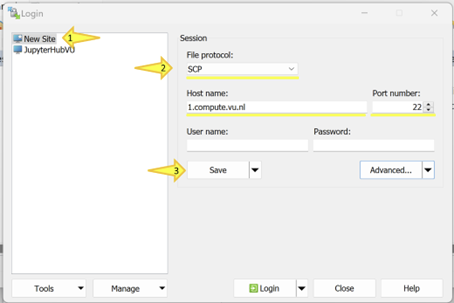 Login
New Site
1
JupyterHubVU
Session
File protocol:
2
SCP
Host name:
Port number:
1.compute.vu.nl
22
User name:
Password:
3
Save
Advanced...
Tools
Manage
Login
Close
Help